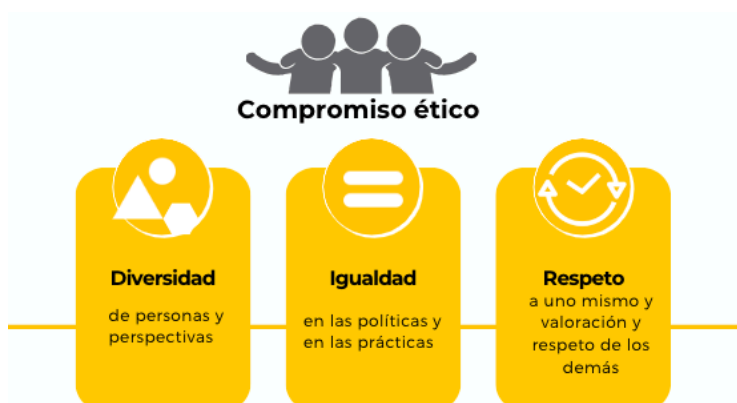 Compromiso ético
Diversidad
de personas y
perspectivas
Igualdad
en las políticas y
en las prácticas
Respeto
a uno mismo y
valoración y
respeto de los
demás